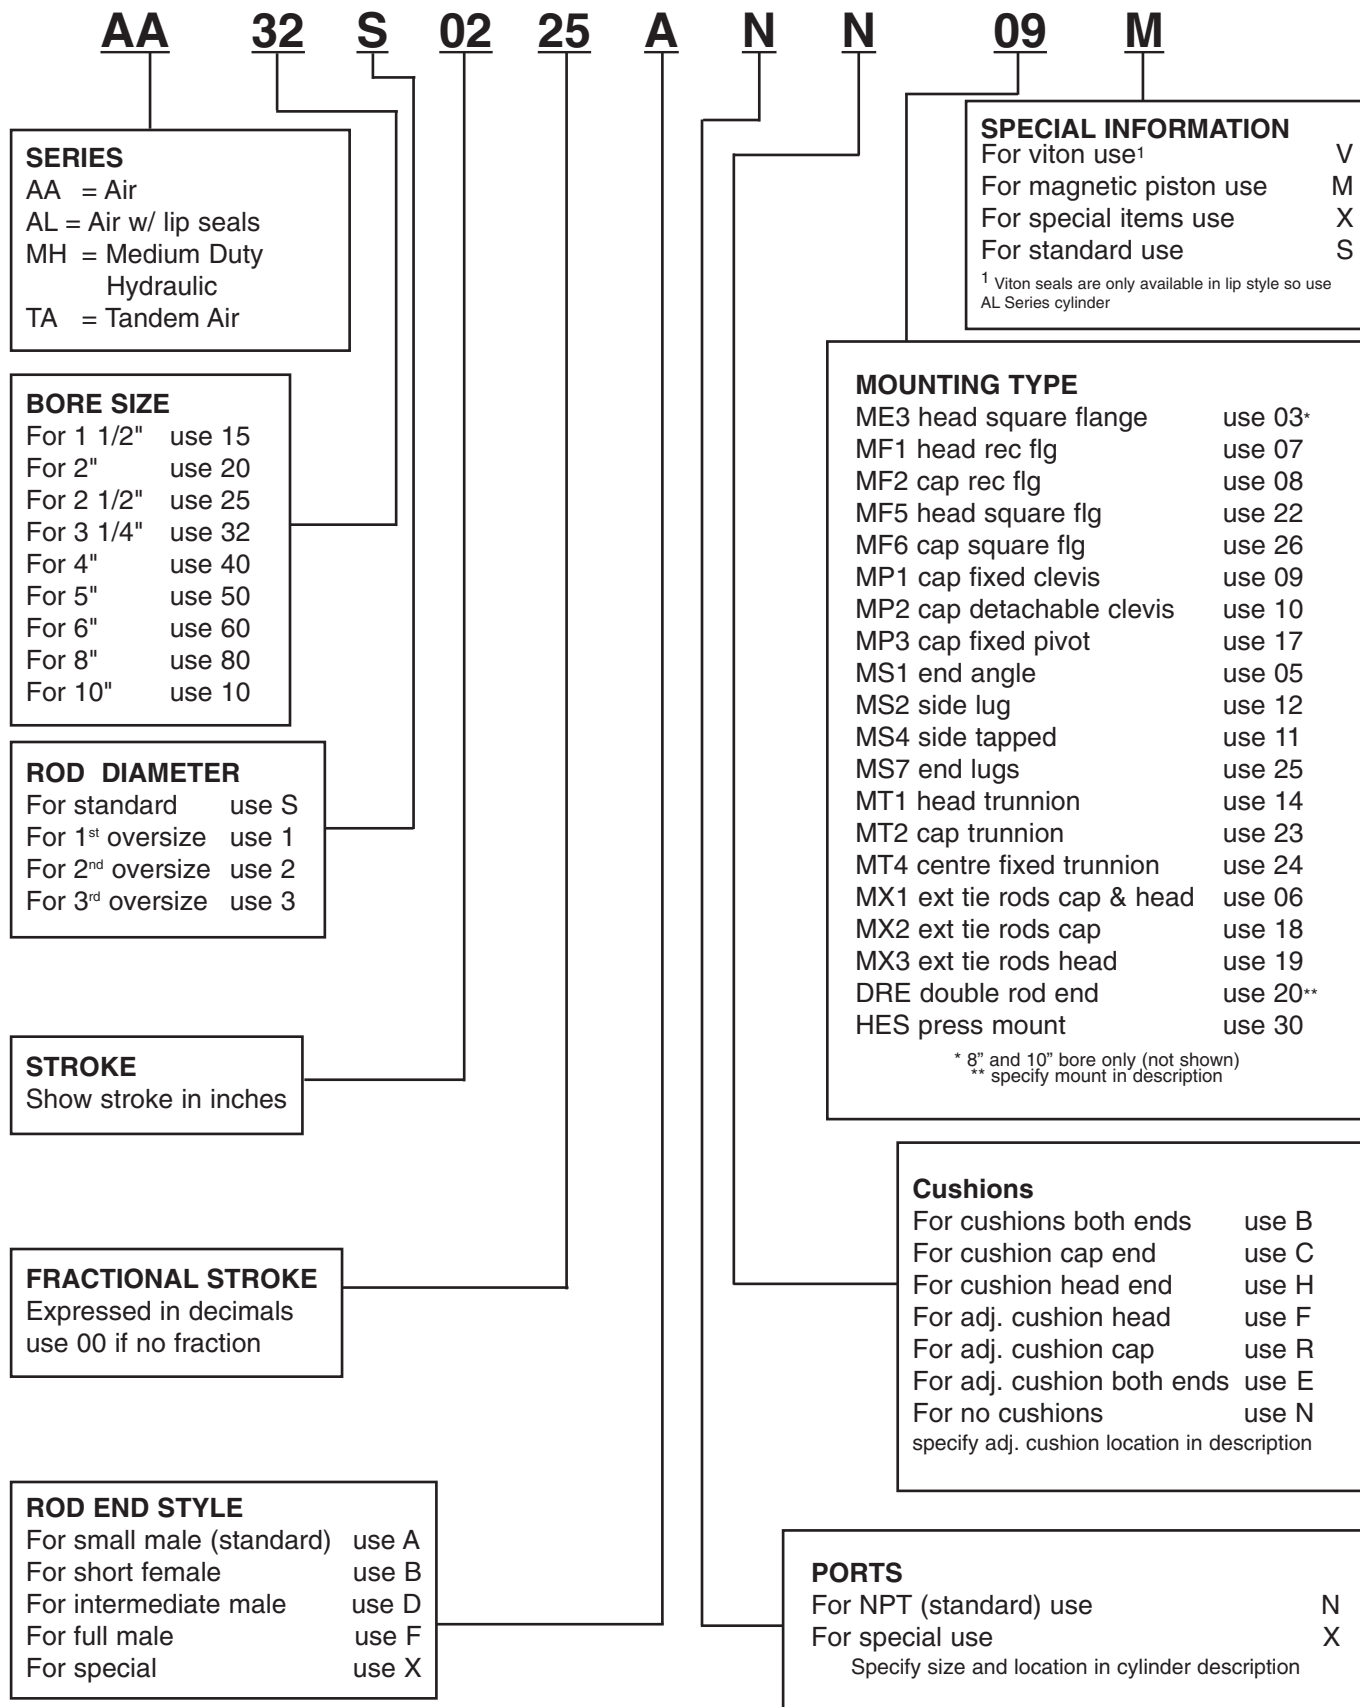 AA 32 S 02 25 A N N 09 M
SERIES
AA = Air
AL = Air w/ lip seals
MH = Medium Duty
Hydraulic
TA = Tandem Air
BORE SIZE
For 1 1/2" use 15
For 2" use 20
For 2 1/2" use 25
For 3 1/4" use 32
For 4" use 40
For 5" use 50
For 6" use 60
For 8" use 80
For 10" use 10
ROD DIAMETER
For standard use S
For 1st oversize use 1
For 2nd oversize use 2
For 3rd oversize use 3
STROKE
Show stroke in inches
FRACTIONAL STROKE
Expressed in decimals
use 00 if no fraction
ROD END STYLE
For small male (standard) use A
For short female use B
For intermediate male use D
For full male use F
For special use X
SPECIAL INFORMATION
For viton use1 V
For magnetic piston use M
For special items use X
For standard use S
1 Viton seals are only available in lip style so use
AL Series cylinder
MOUNTING TYPE
ME3 head square flange use 03*
MF1 head rec flg use 07
MF2 cap rec flg use 08
MF5 head square flg use 22
MF6 cap square flg use 26
MP1 cap fixed clevis use 09
MP2 cap detachable clevis use 10
MP3 cap fixed pivot use 17
MS1 end angle use 05
MS2 side lug use 12
MS4 side tapped use 11
MS7 end lugs use 25
MT1 head trunnion use 14
MT2 cap trunnion use 23
MT4 centre fixed trunnion use 24
MX1 ext tie rods cap & head use 06
MX2 ext tie rods cap use 18
MX3 ext tie rods head use 19
DRE double rod end use 20**
HES press mount use 30
* 8” and 10” bore only (not shown)
** specify mount in description
Cushions
For cushions both ends use B
For cushion cap end use C
For cushion head end use H
For adj. cushion head use F
For adj. cushion cap use R
For adj. cushion both ends use E
For no cushions use N
specify adj. cushion location in description
PORTS
For NPT (standard) use N
For special use X
Specify size and location in cylinder description